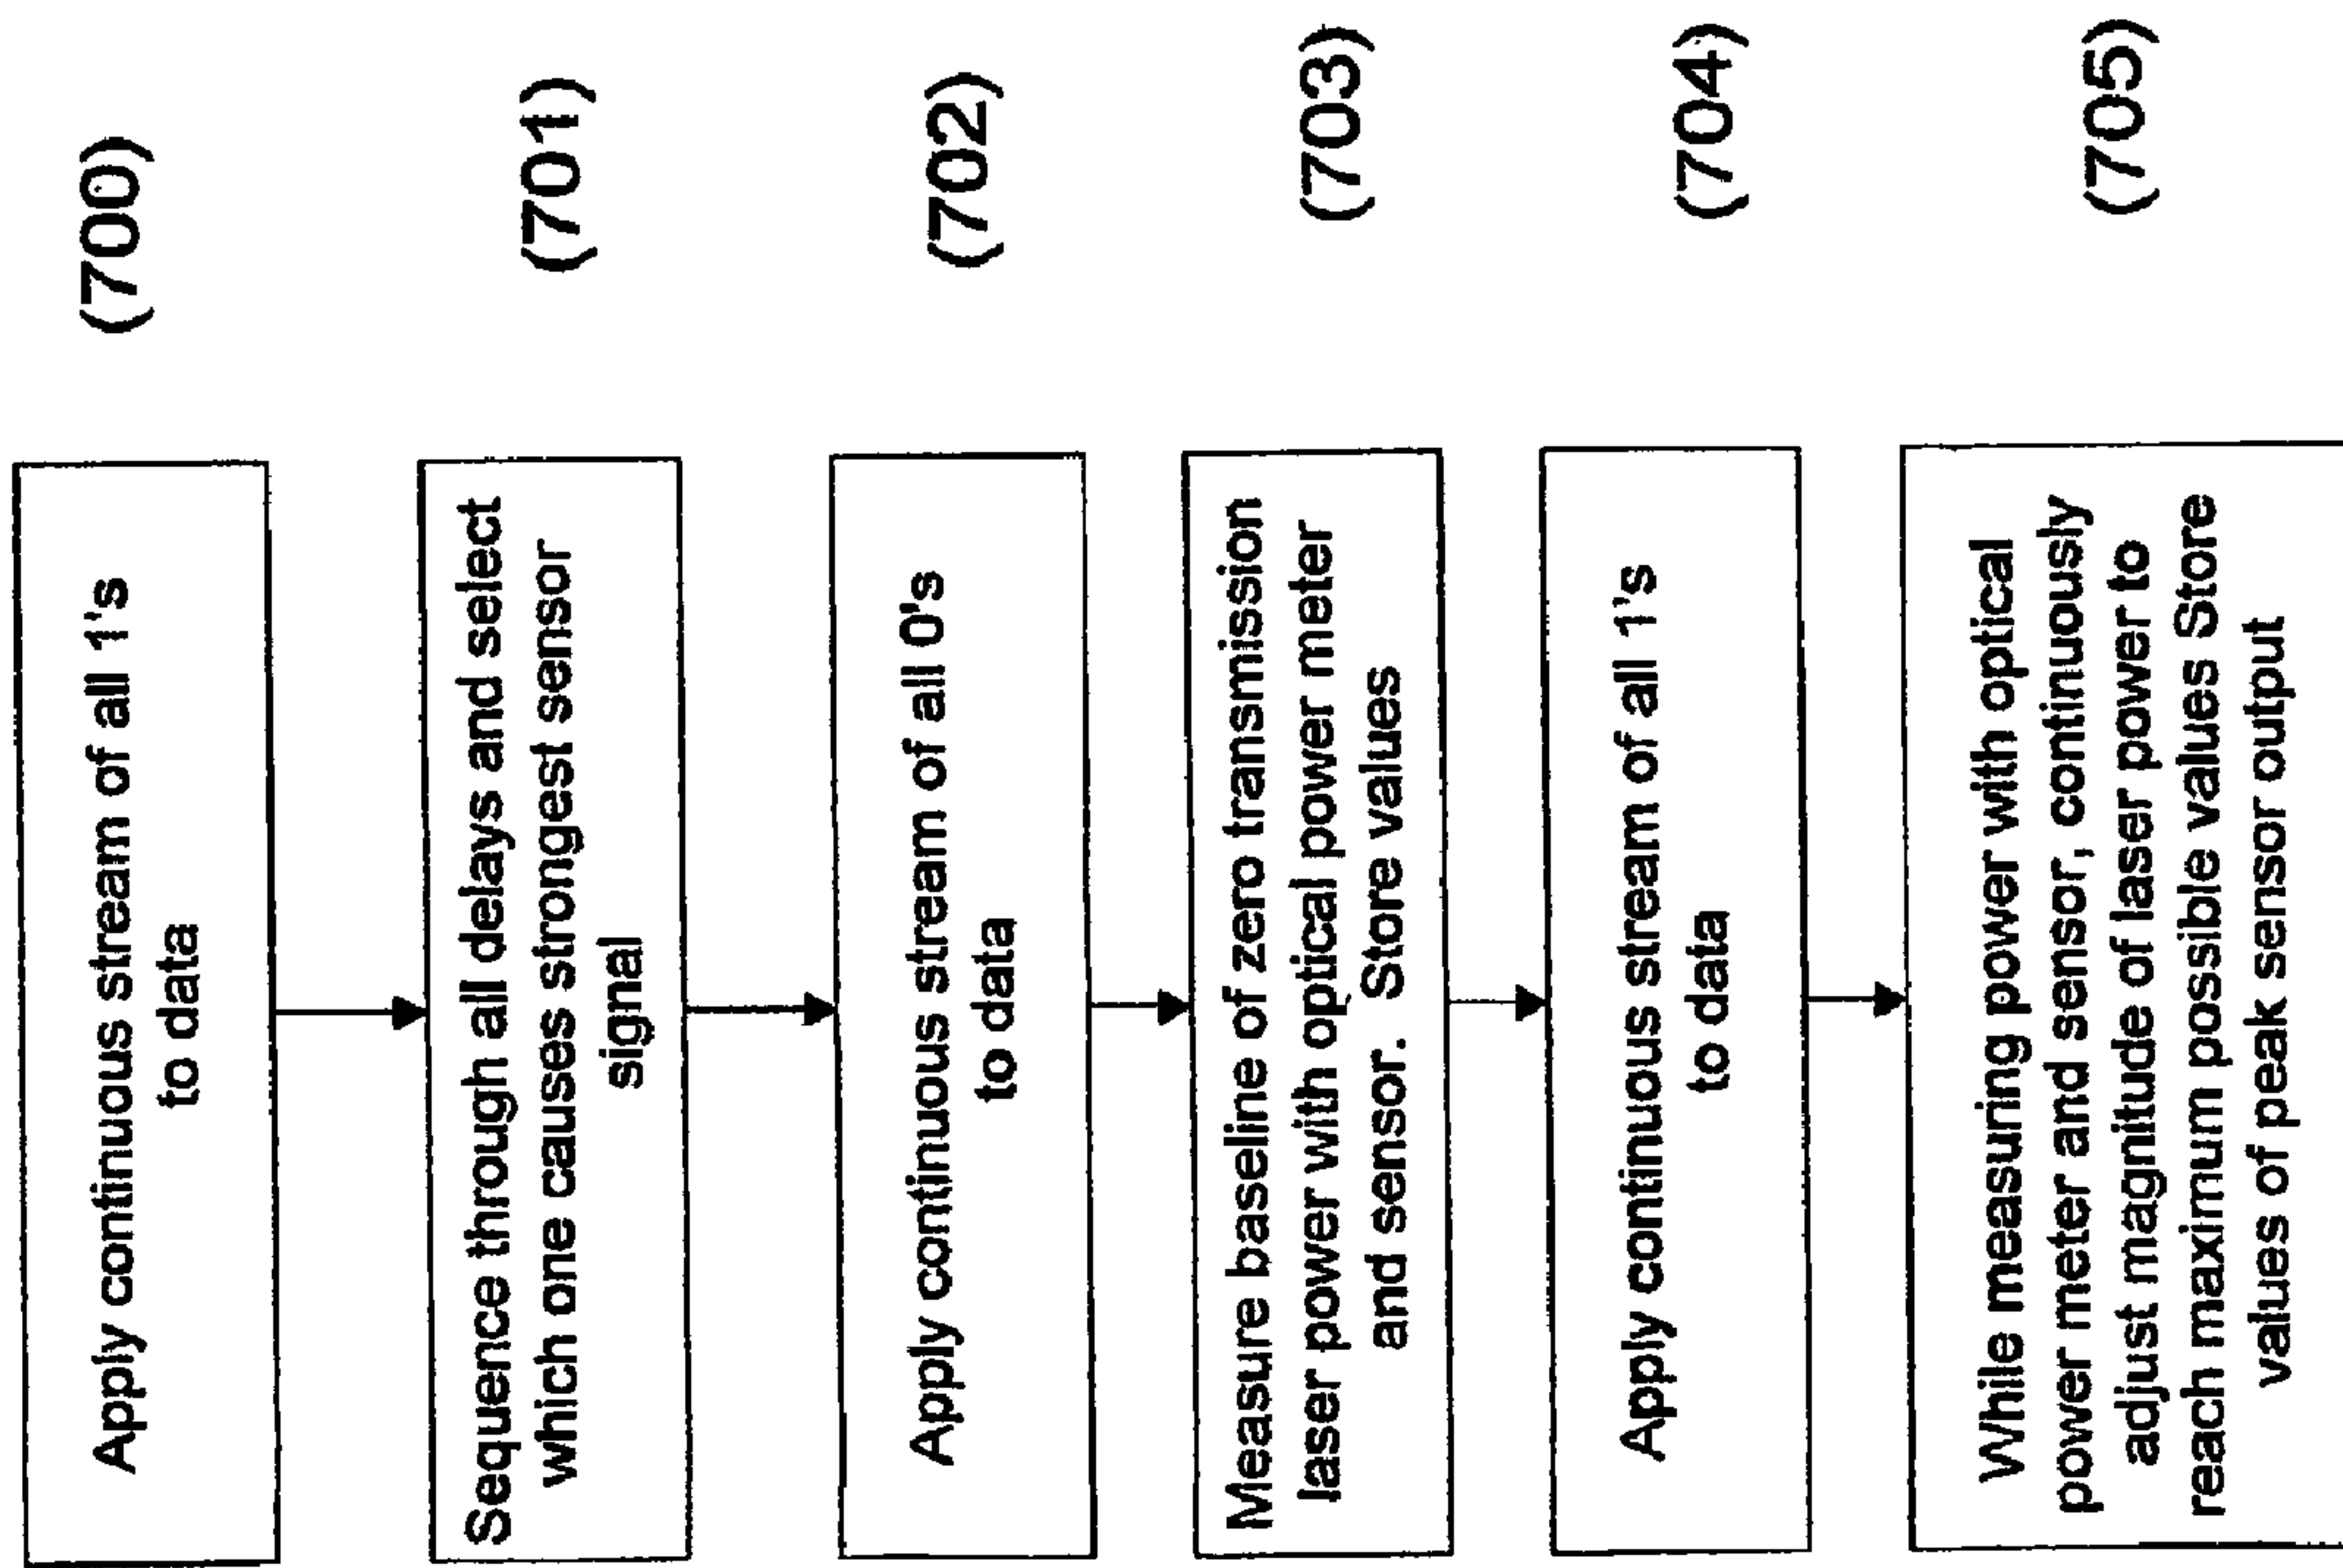 Apply continuous stream of all 1's
to data
(700)
Sequence through all delays and select
which one causes strongest sensor
signal
(701)
Apply continuous stream of all 0's
to data
(702)
Measure baseline of zero transmission
laser power with optical power meter
and sensor. Store values
(703)
Apply continuous stream of all 1's
to data
(704)
While measuring power with optical
power meter and sensor, continuously
adjust magnitude of laser power to
reach maximum possible values Store
values of peak sensor output
(705)